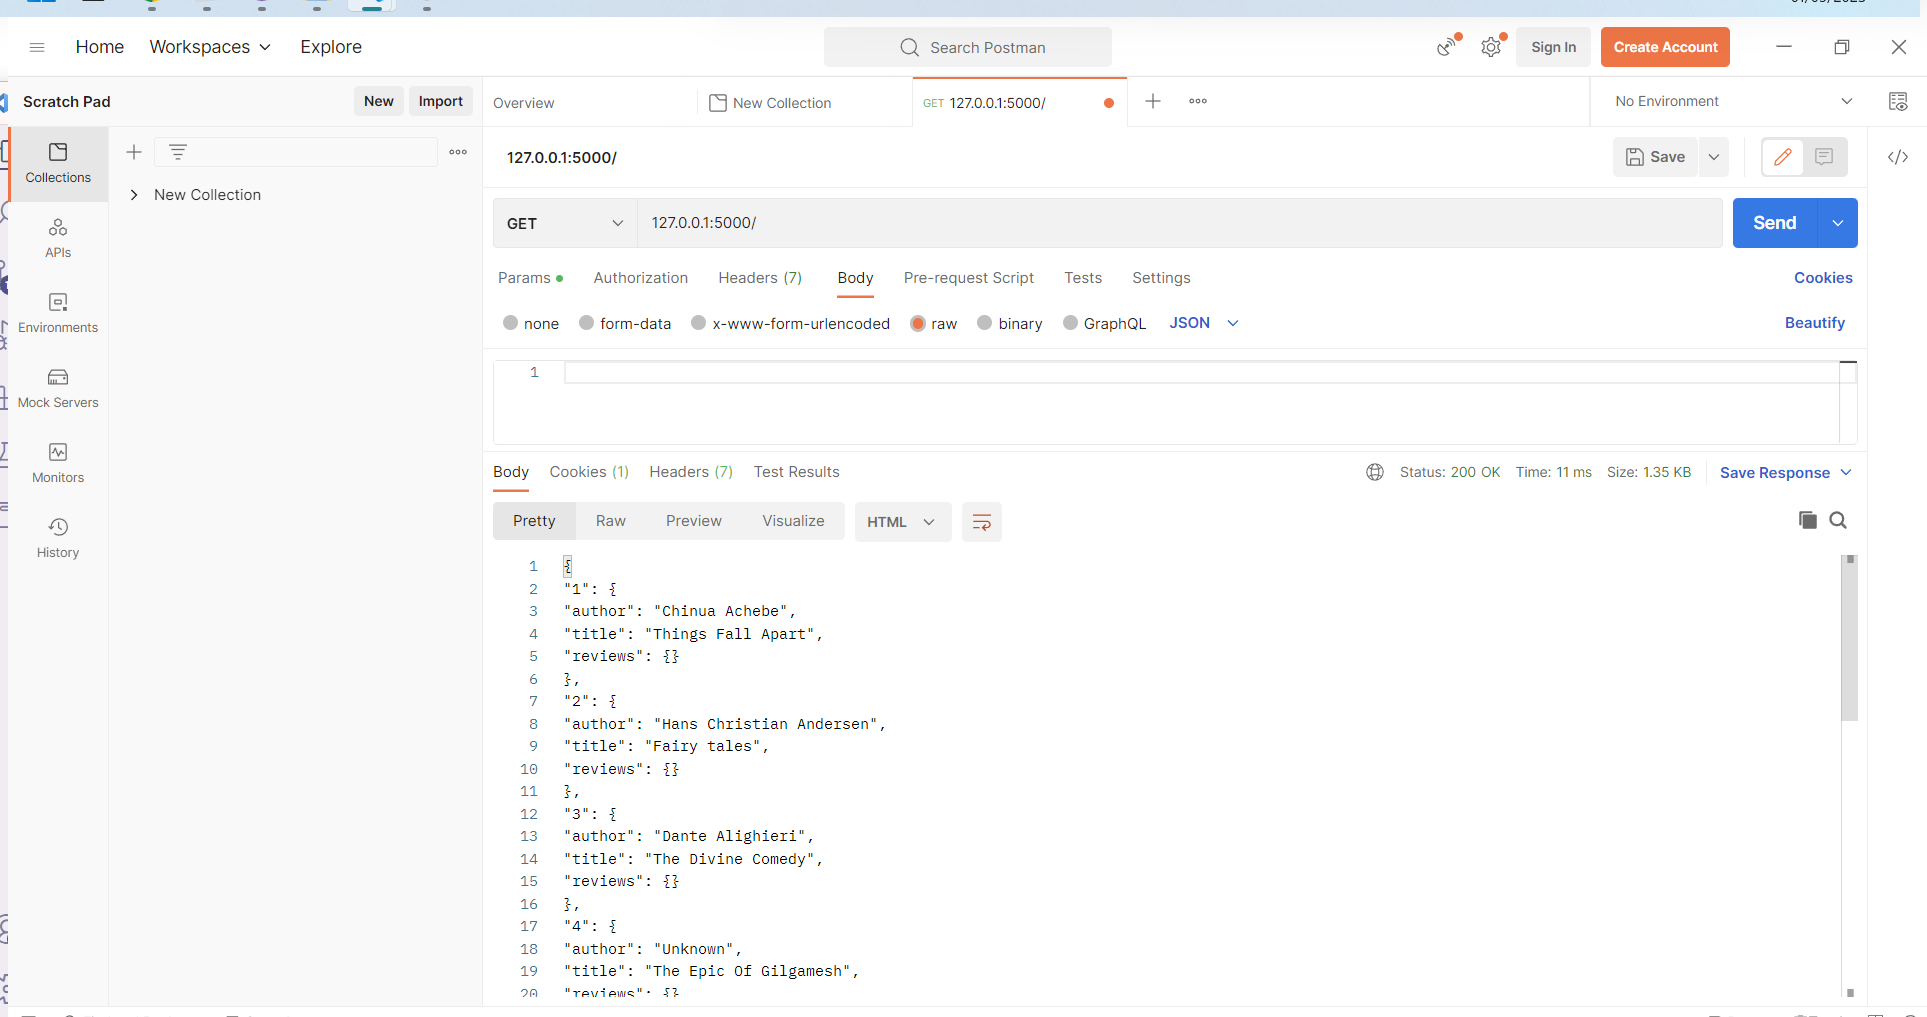 Home Workspaces Explore Search Postman Sign In Create Account
Scratch Pad New Import Overview New Collection GET 127.0.0.1:5000/ No Environment
Collections
New Collection
APIs
Environments
Mock Servers
Monitors
History
127.0.0.1:5000/ Save
GET 127.0.0.1:5000/ Send
Params Authorization Headers (7) Body Pre-request Script Tests Settings Cookies
none form-data x-www-form-urlencoded raw binary GraphQL JSON Beautify
1
Body Cookies (1) Headers (7) Test Results Status: 200 OK Time: 11 ms Size: 1.35 KB Save Response
Pretty Raw Preview Visualize HTML
1 {
2 "1": {
3 "author": "Chinua Achebe",
4 "title": "Things Fall Apart",
5 "reviews": {}
6 },
7 "2": {
8 "author": "Hans Christian Andersen",
9 "title": "Fairy tales",
10 "reviews": {}
11 },
12 "3": {
13 "author": "Dante Alighieri",
14 "title": "The Divine Comedy",
15 "reviews": {}
16 },
17 "4": {
18 "author": "Unknown",
19 "title": "The Epic Of Gilgamesh",
20 "reviews": {}